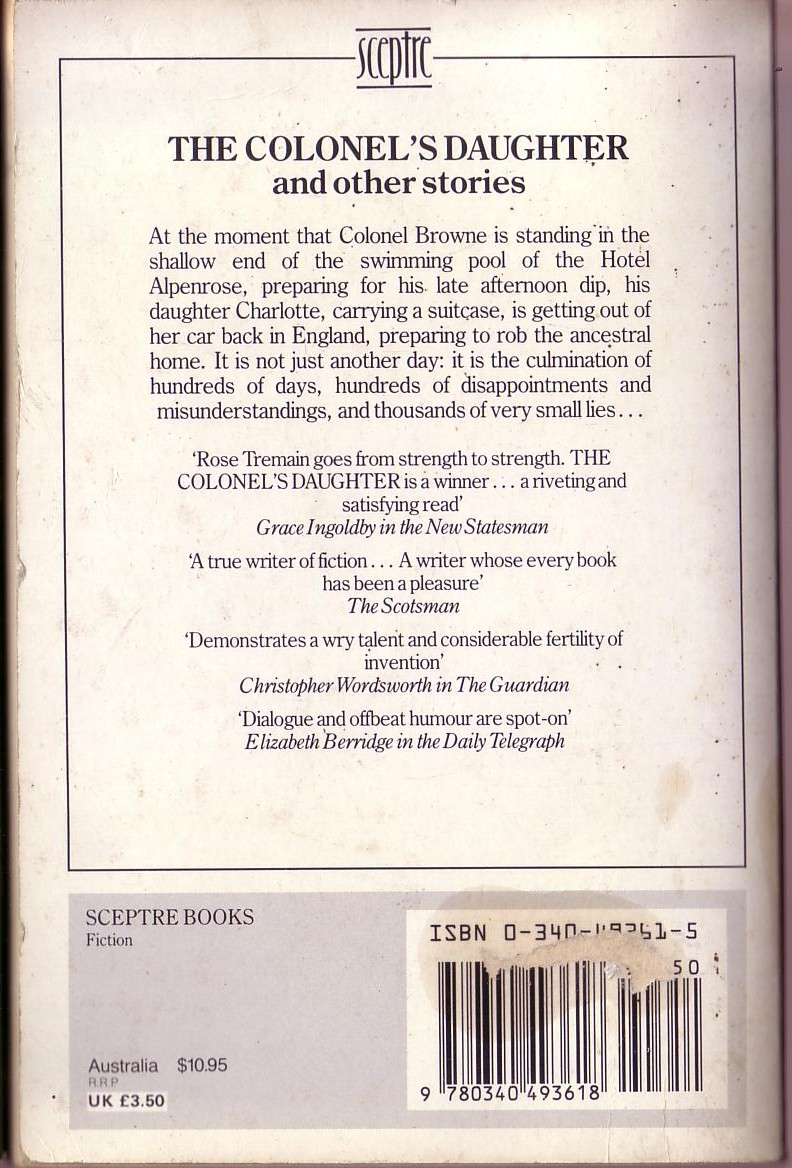 sceptre
THE COLONEL’S DAUGHTER
and other stories
At the moment that Colonel Browne is standing in the
shallow end of the swimming pool of the Hotel
Alpenrose, preparing for his late afternoon dip, his
daughter Charlotte, carrying a suitcase, is getting out of
her car back in England, preparing to rob the ancestral
home. It is not just another day: it is the culmination of
hundreds of days, hundreds of disappointments and
misunderstandings, and thousands of very small lies...
‘Rose Tremain goes from strength to strength. THE
COLONEL’S DAUGHTER is a winner... a riveting and
satisfying read’
Grace Ingoldby in the New Statesman
‘A true writer of fiction... A writer whose every book
has been a pleasure’
The Scotsman
‘Demonstrates a wry talent and considerable fertility of
invention’
Christopher Wordsworth in The Guardian
‘Dialogue and offbeat humour are spot-on’
Elizabeth Berridge in the Daily Telegraph
SCEPTRE BOOKS
Fiction
ISBN 0-340-
50
Australia $10.95
R.R.P
UK £3.50
9 780340 493618